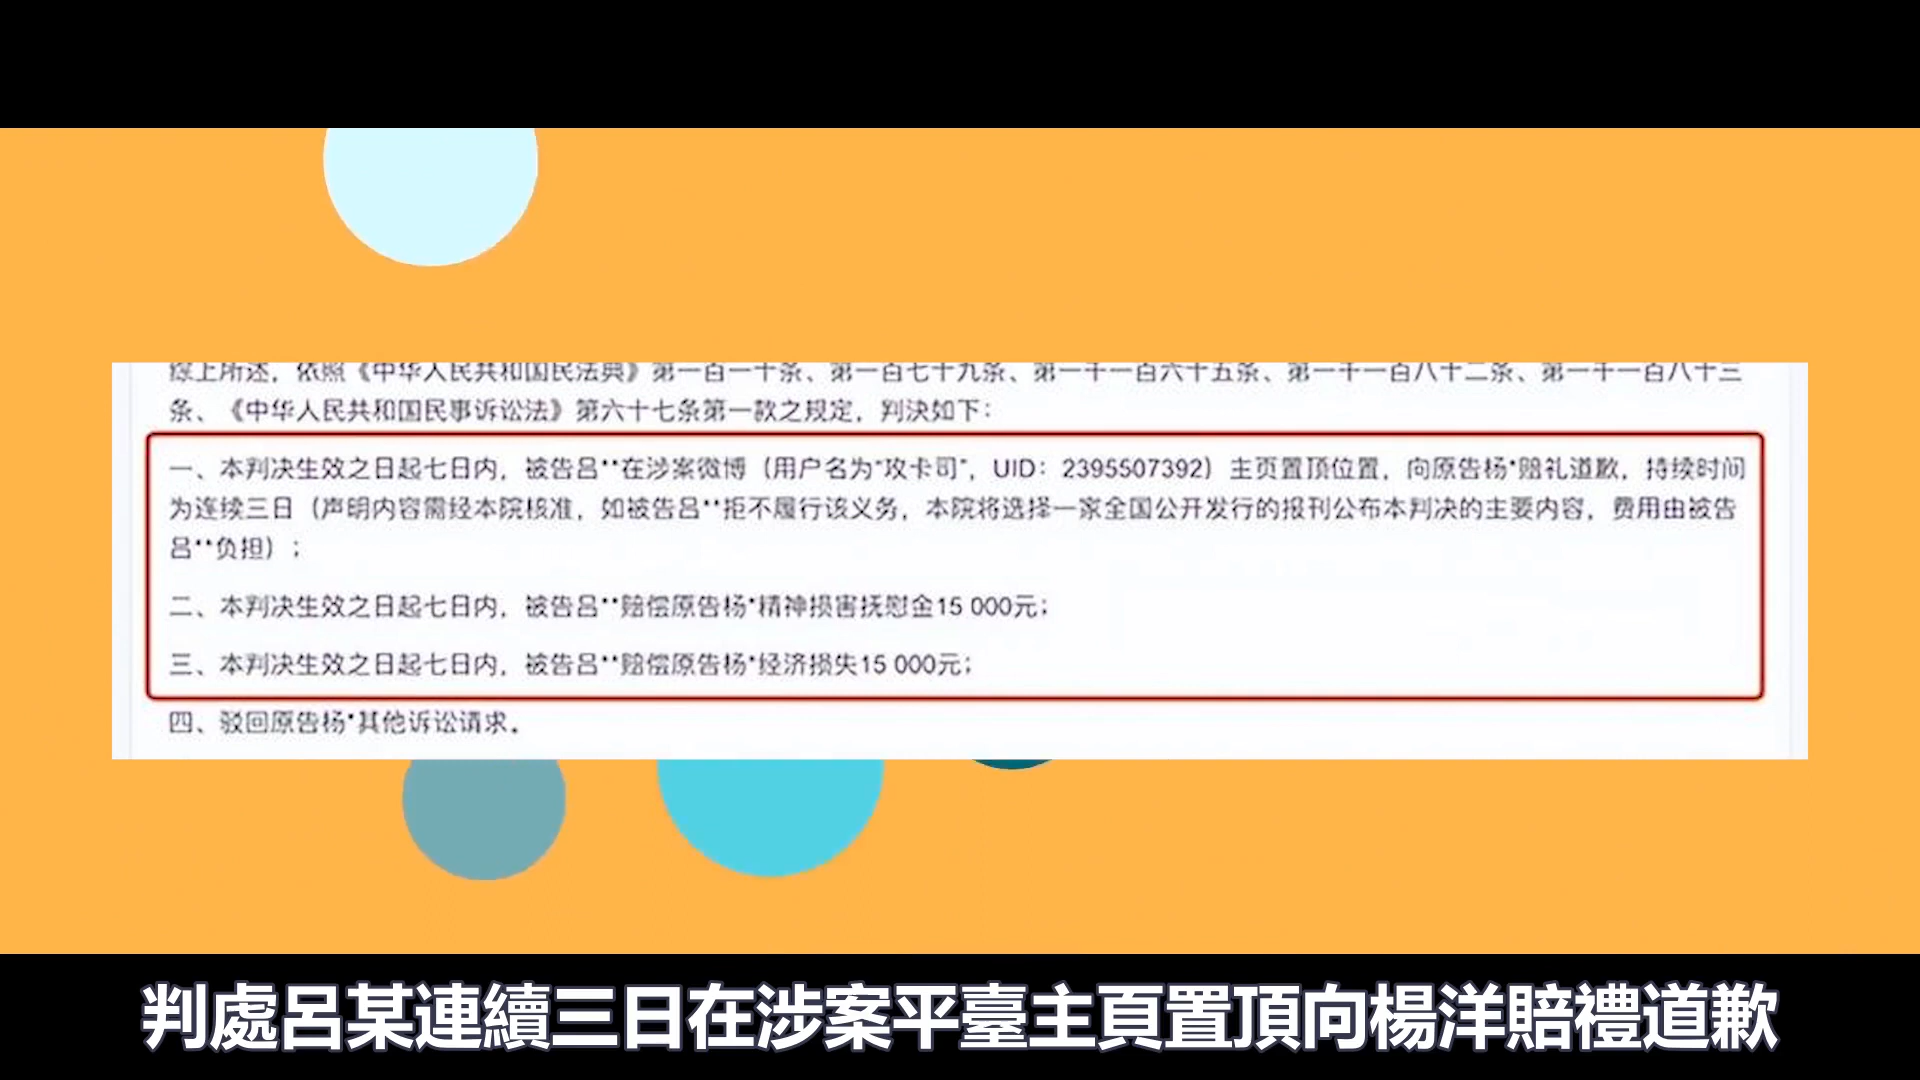 综上所述，依照《中华人民共和国民法典》第一百一十条、第一百七十九条、第一千一百六十五条、第一千一百八十二条、第一千一百八十三
条、《中华人民共和国民事诉讼法》第六十七条第一款之规定，判决如下：
一、本判决生效之日起七日内，被告吕**在涉案微博（用户名为“攻卡司”，UID：2395507392）主页置顶位置，向原告杨*赔礼道歉，持续时间
为连续三日（声明内容需经本院核准，如被告吕**拒不履行该义务，本院将选择一家全国公开发行的报刊公布本判决的主要内容，费用由被告
吕**负担）；
二、本判决生效之日起七日内，被告吕**赔偿原告杨*精神损害抚慰金15 000元；
三、本判决生效之日起七日内，被告吕**赔偿原告杨*经济损失15 000元；
四、驳回原告杨*其他诉讼请求。
判處呂某連續三日在涉案平臺主頁置頂向楊洋賠禮道歉